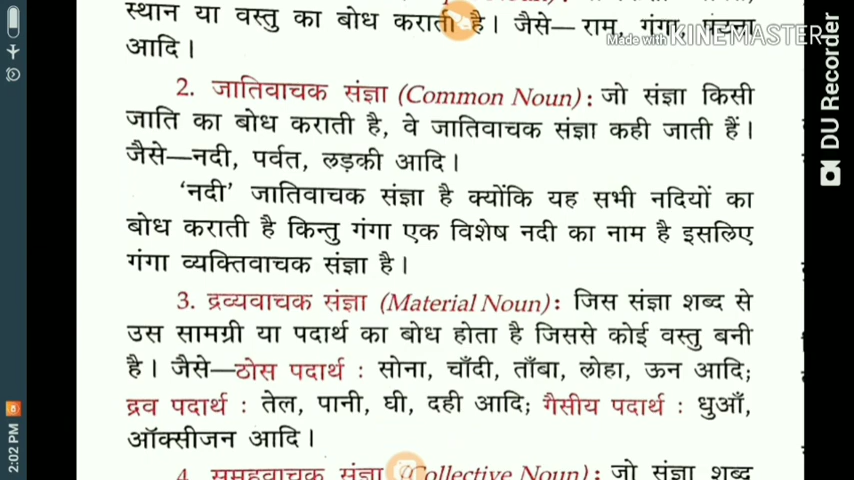 स्थान या वस्तु का बोध कराती है। जैसे— राम,  गंगा,
Made with KINEMASTER
आदि।
2. जातिवाचक संज्ञा (Common Noun) : जो संज्ञा किसी
जाति का बोध कराती है, वे जातिवाचक संज्ञा कही जाती हैं।
जैसे—नदी, पर्वत, लड़की आदि।
‘नदी’ जातिवाचक संज्ञा है क्योंकि यह सभी नदियों का
बोध कराती है किन्तु गंगा एक विशेष नदी का नाम है इसलिए
गंगा व्यक्तिवाचक संज्ञा है।
3. द्रव्यवाचक संज्ञा (Material Noun) : जिस संज्ञा शब्द से
उस सामग्री या पदार्थ का बोध होता है जिससे कोई वस्तु बनी
है। जैसे—ठोस पदार्थ : सोना, चाँदी, ताँबा, लोहा, ऊन आदि;
द्रव पदार्थ : तेल, पानी, घी, दही आदि; गैसीय पदार्थ : धुआँ,
ऑक्सीजन आदि।
4. समूहवाचक संज्ञा (Collective Noun) : जो संज्ञा शब्द
DU Recorder
2:02 PM